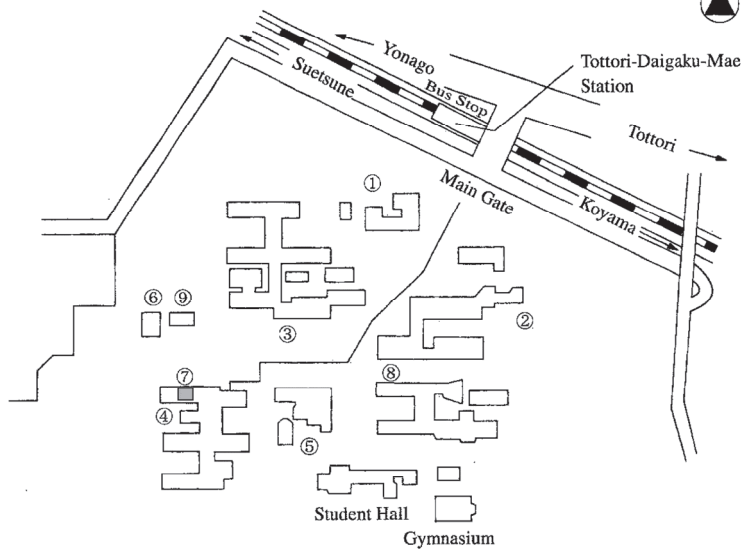 Yonago
Suetsune
Bus Stop
Tottori-Daigaku-Mae
Station
Tottori
Main Gate
Koyama
①
②
③
⑥ ⑨
⑦
④
⑤
⑧
Student Hall
Gymnasium